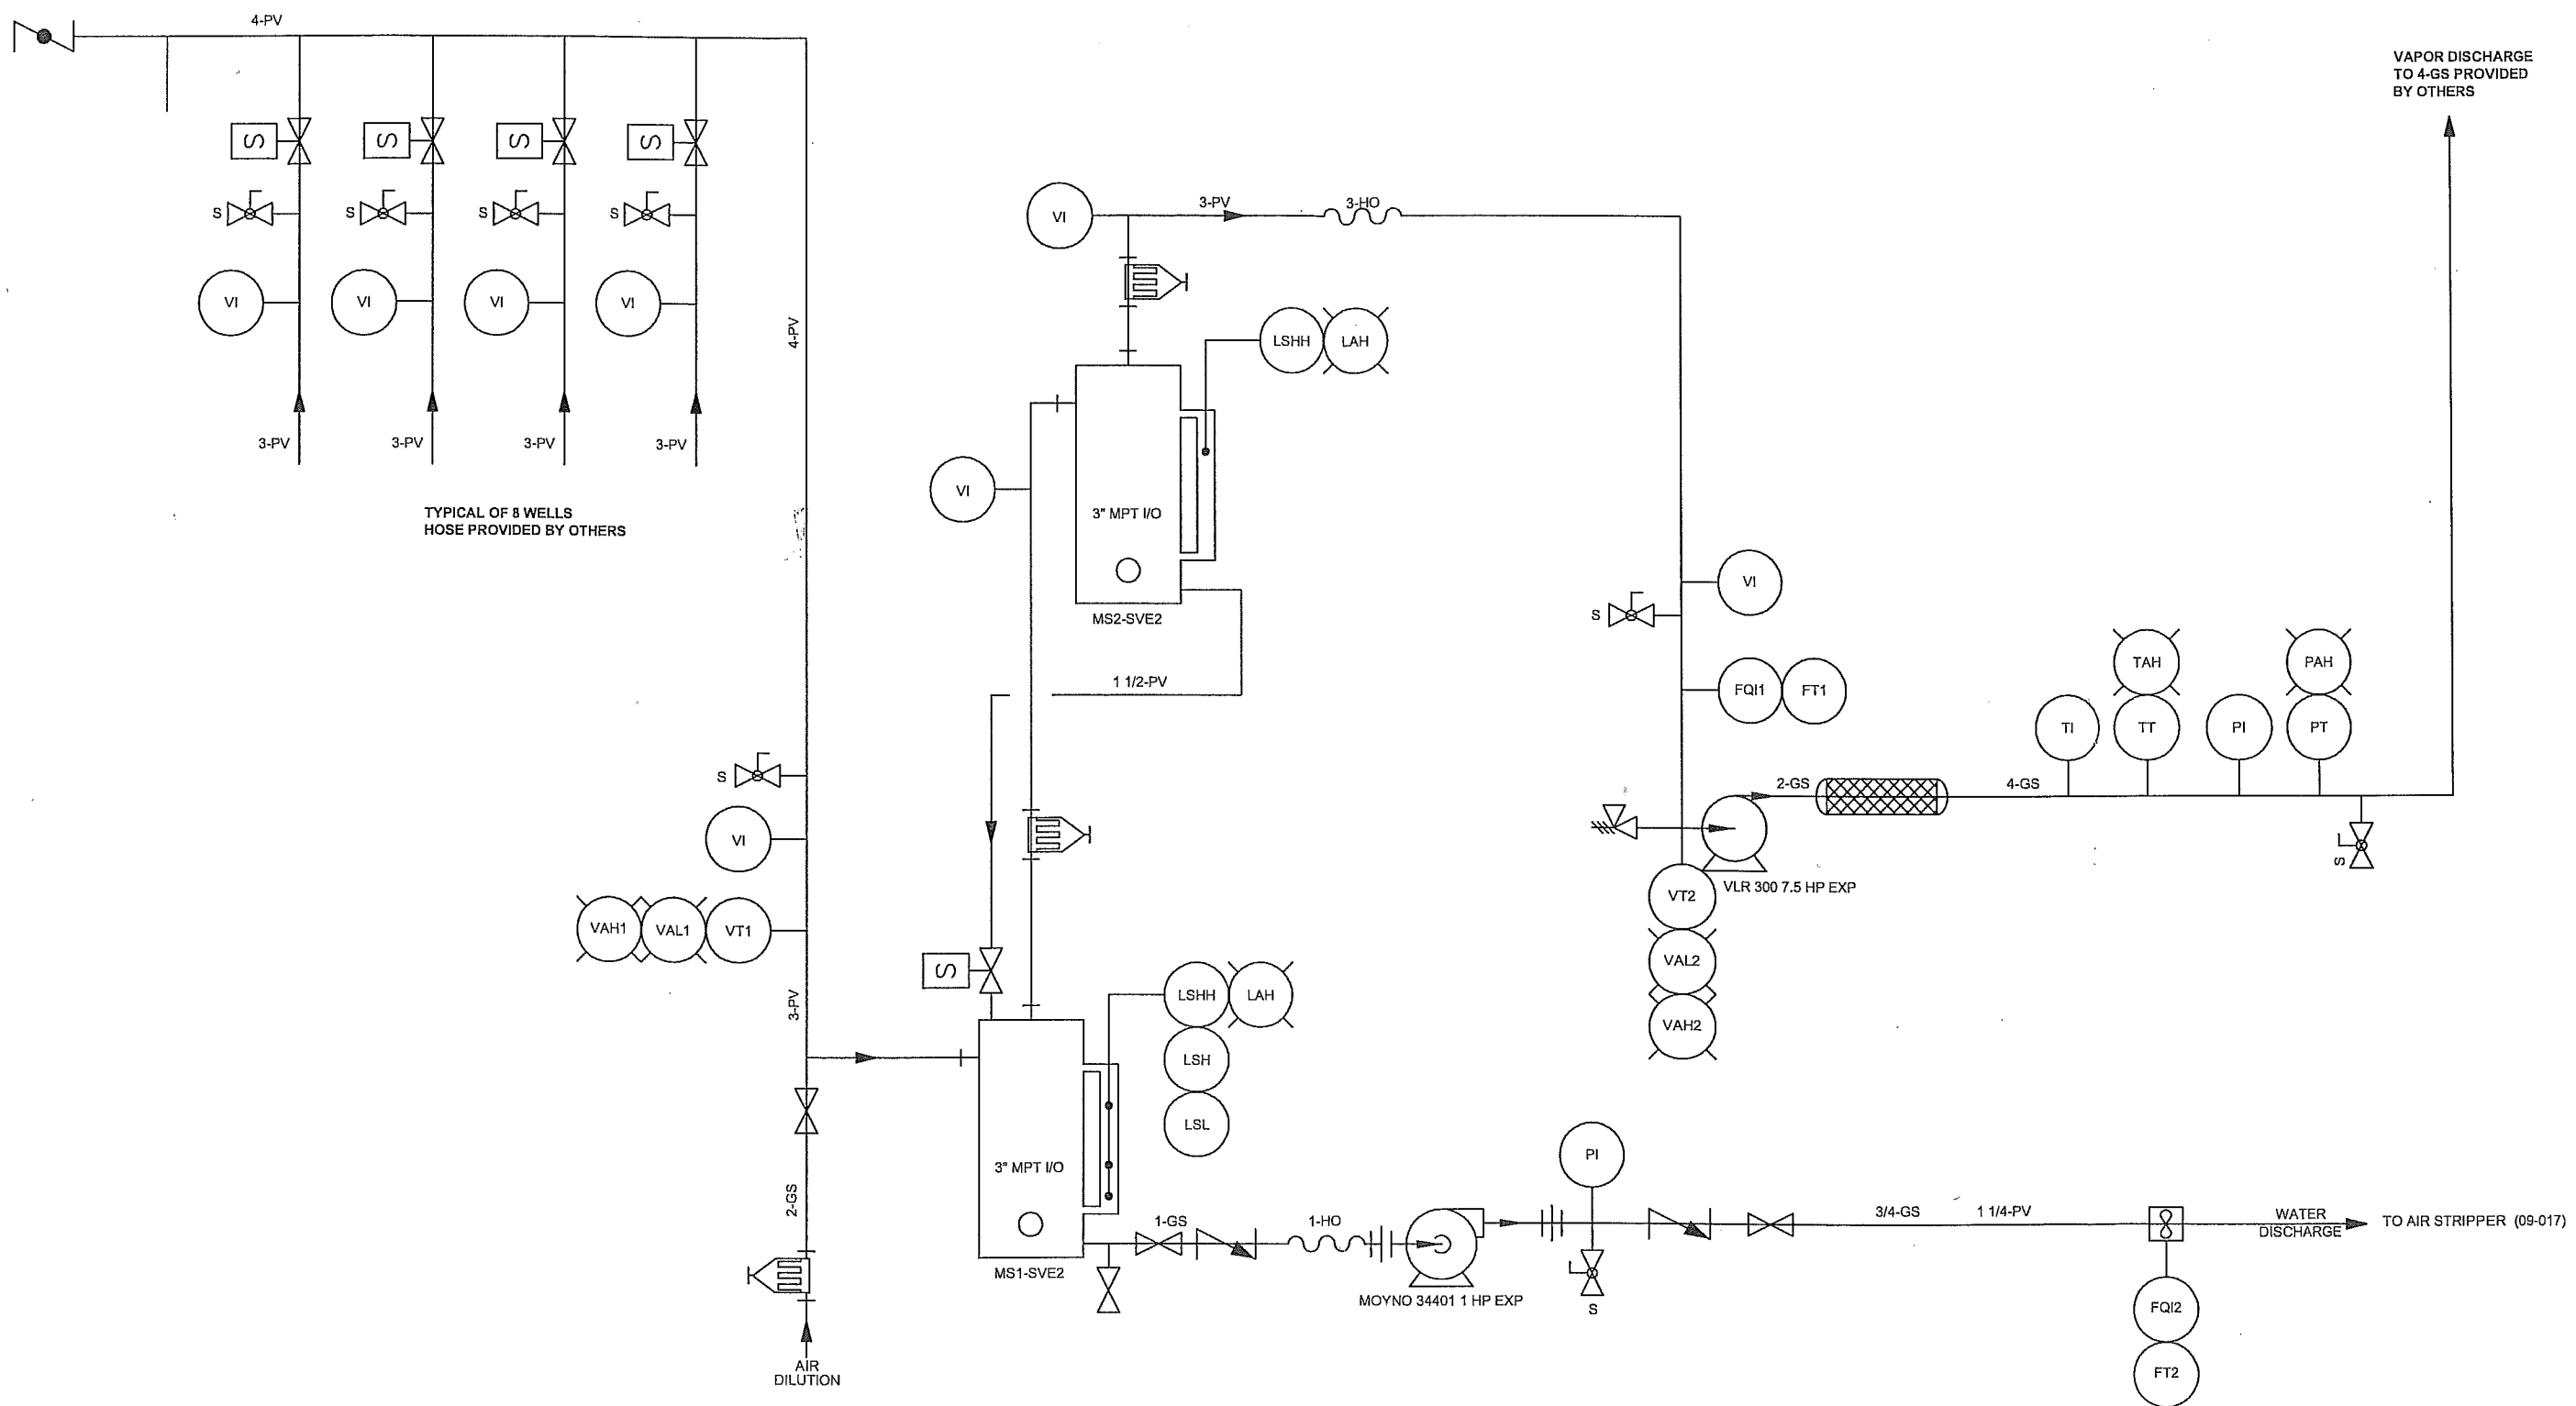 4-PV
VAPOR DISCHARGE
TO 4-GS PROVIDED
BY OTHERS
S
S
S
S
S
S
S
S
VI
VI
VI
VI
3-PV
3-PV
3-PV
3-PV
TYPICAL OF 8 WELLS
HOSE PROVIDED BY OTHERS
4-PV
VI
3-PV
3-HO
LSHH
LAH
VI
3" MPT I/O
MS2-SVE2
1 1/2-PV
S
VI
VAH1
VAL1
VT1
3-PV
S
LSHH
LAH
LSH
LSL
3" MPT I/O
MS1-SVE2
2-GS
AIR
DILUTION
VI
S
FQI1
FT1
2-GS
4-GS
TI
TAH
TT
PI
PAH
PT
S
VLR 300 7.5 HP EXP
VT2
VAL2
VAH2
1-GS
1-HO
MOYNO 34401 1 HP EXP
PI
S
3/4-GS
1 1/4-PV
WATER
DISCHARGE
TO AIR STRIPPER (09-017)
FQI2
FT2